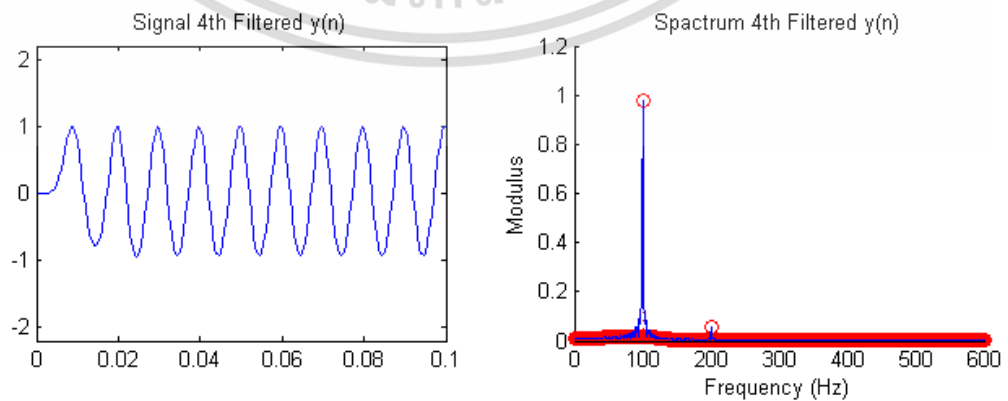 Signal 4th Filtered y(n)
2
1
0
-1
-2
0 0.02 0.04 0.06 0.08 0.1
Spactrum 4th Filtered y(n)
Modulus
1.2
1
0.8
0.6
0.4
0.2
0
0 100 200 300 400 500 600
Frequency (Hz)